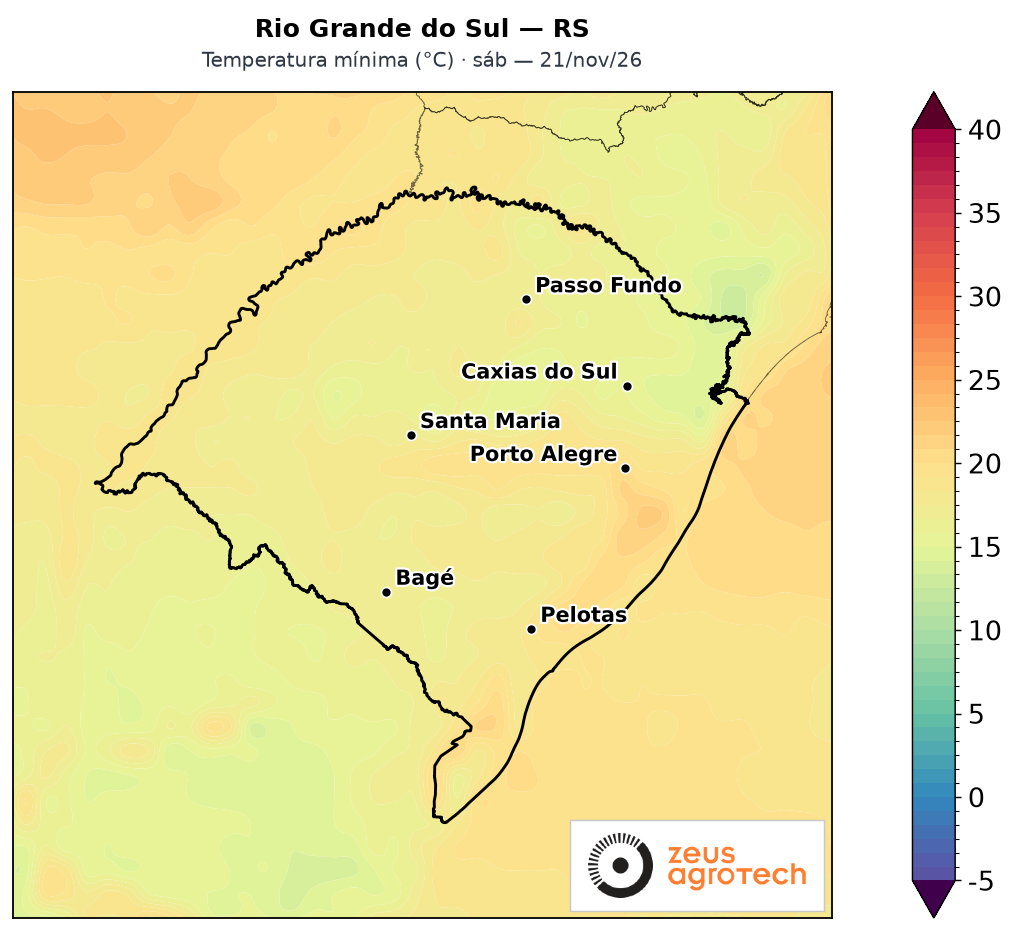 Rio Grande do Sul — RS
Temperatura mínima (°C) · sáb — 21/nov/26
40
35
30
25
20
15
10
5
0
-5
Passo Fundo
Caxias do Sul
Santa Maria
Porto Alegre
Bagé
Pelotas
zeus
agrotech